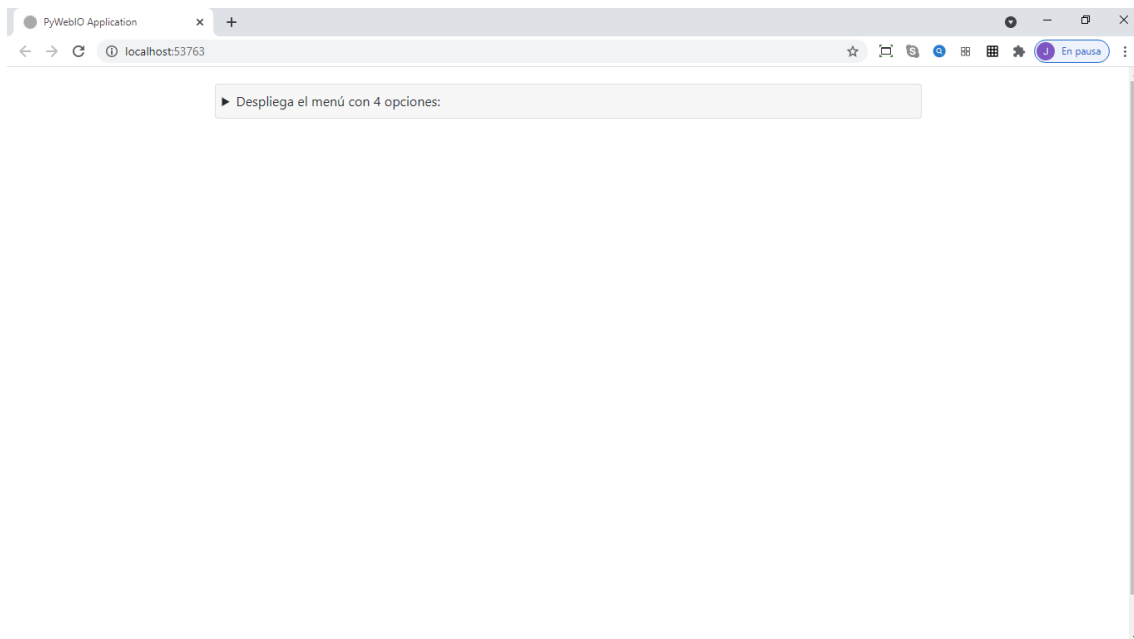 PyWebIO Application
localhost:53763
J En pausa
Despliega el menú con 4 opciones: